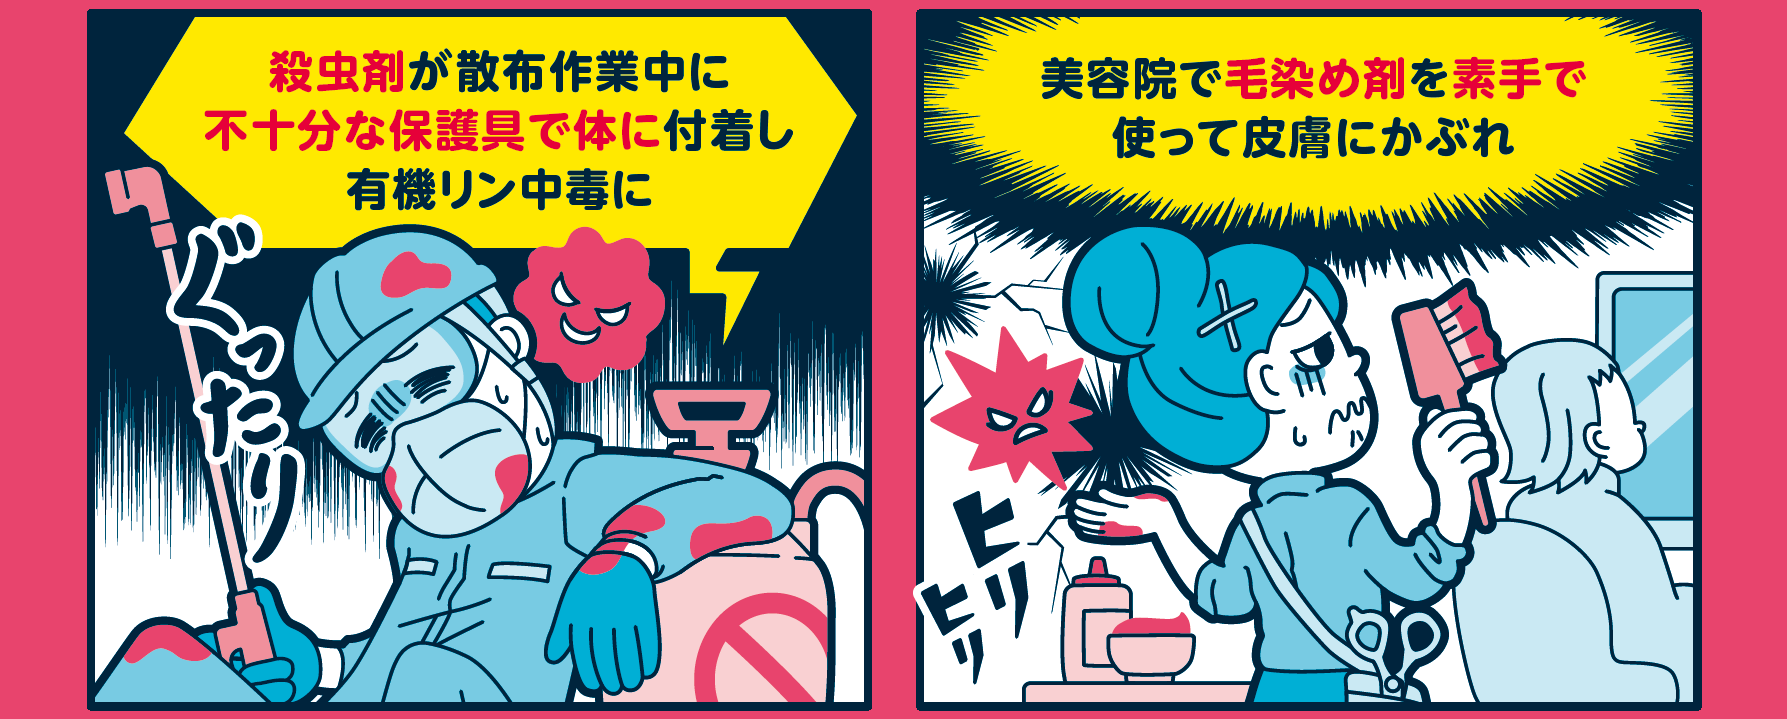 殺虫剤が散布作業中に
不十分な保護具で体に付着し
有機リン中毒に
ぐったり
美容院で毛染め剤を素手で
使って皮膚にかぶれ
ヒリ
ヒリ